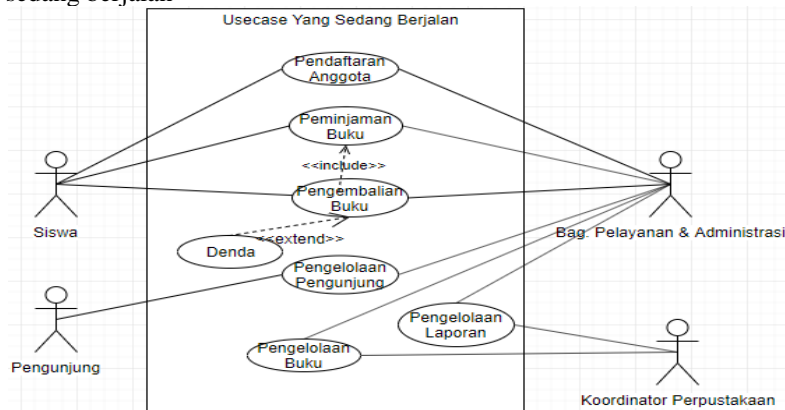 sedang berjalan
Usecase Yang Sedang Berjalan
Pendaftaran
Anggota
Peminjaman
Buku
<<include>>
Pengembalian
Buku
<<extend>>
Denda
Siswa
Bag. Pelayanan & Administrasi
Pengelolaan
Pengunjung
Pengelolaan
Laporan
Pengelolaan
Buku
Pengunjung
Koordinator Perpustakaan